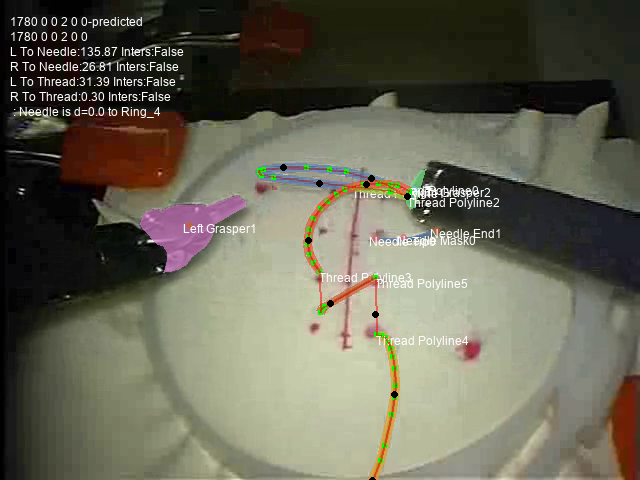 1780 0 0 2 0 0-predicted
1780 0 0 2 0 0
L To Needle:135.87 Inters:False
R To Needle:26.81 Inters:False
L To Thread:31.39 Inters:False
R To Thread:0.30 Inters:False
: Needle is d=0.0 to Ring_4
Grasper2
Thread Polyline2
Left Grasper1
Needle End1
Needle Mask0
Thread Polyline3
Thread Polyline5
Thread Polyline4